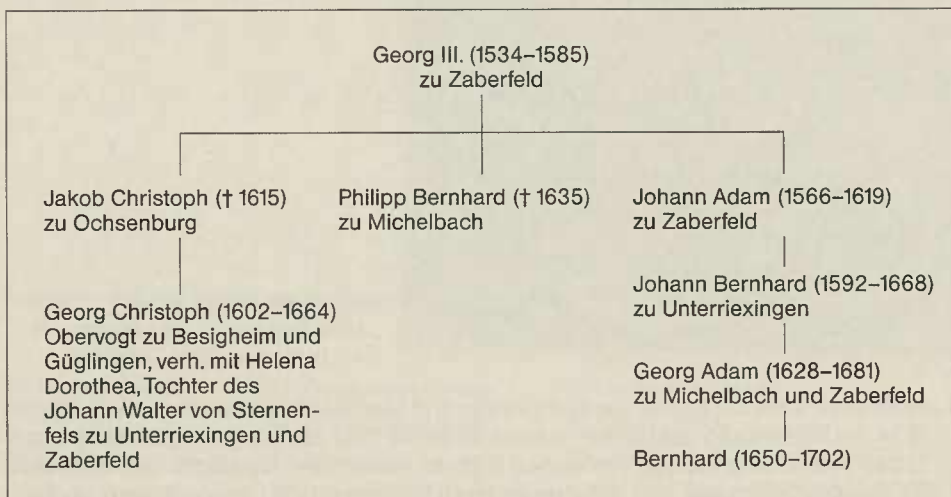 Georg III. (1534–1585)
zu Zaberfeld
Jakob Christoph († 1615)
zu Ochsenburg
Philipp Bernhard († 1635)
zu Michelbach
Johann Adam (1566–1619)
zu Zaberfeld
Johann Bernhard (1592–1668)
zu Unterriexingen
Georg Christoph (1602–1664)
Obervogt zu Besigheim und
Güglingen, verh. mit Helena
Dorothea, Tochter des
Johann Walter von Sternen-
fels zu Unterriexingen und
Zaberfeld
Georg Adam (1628–1681)
zu Michelbach und Zaberfeld
Bernhard (1650–1702)